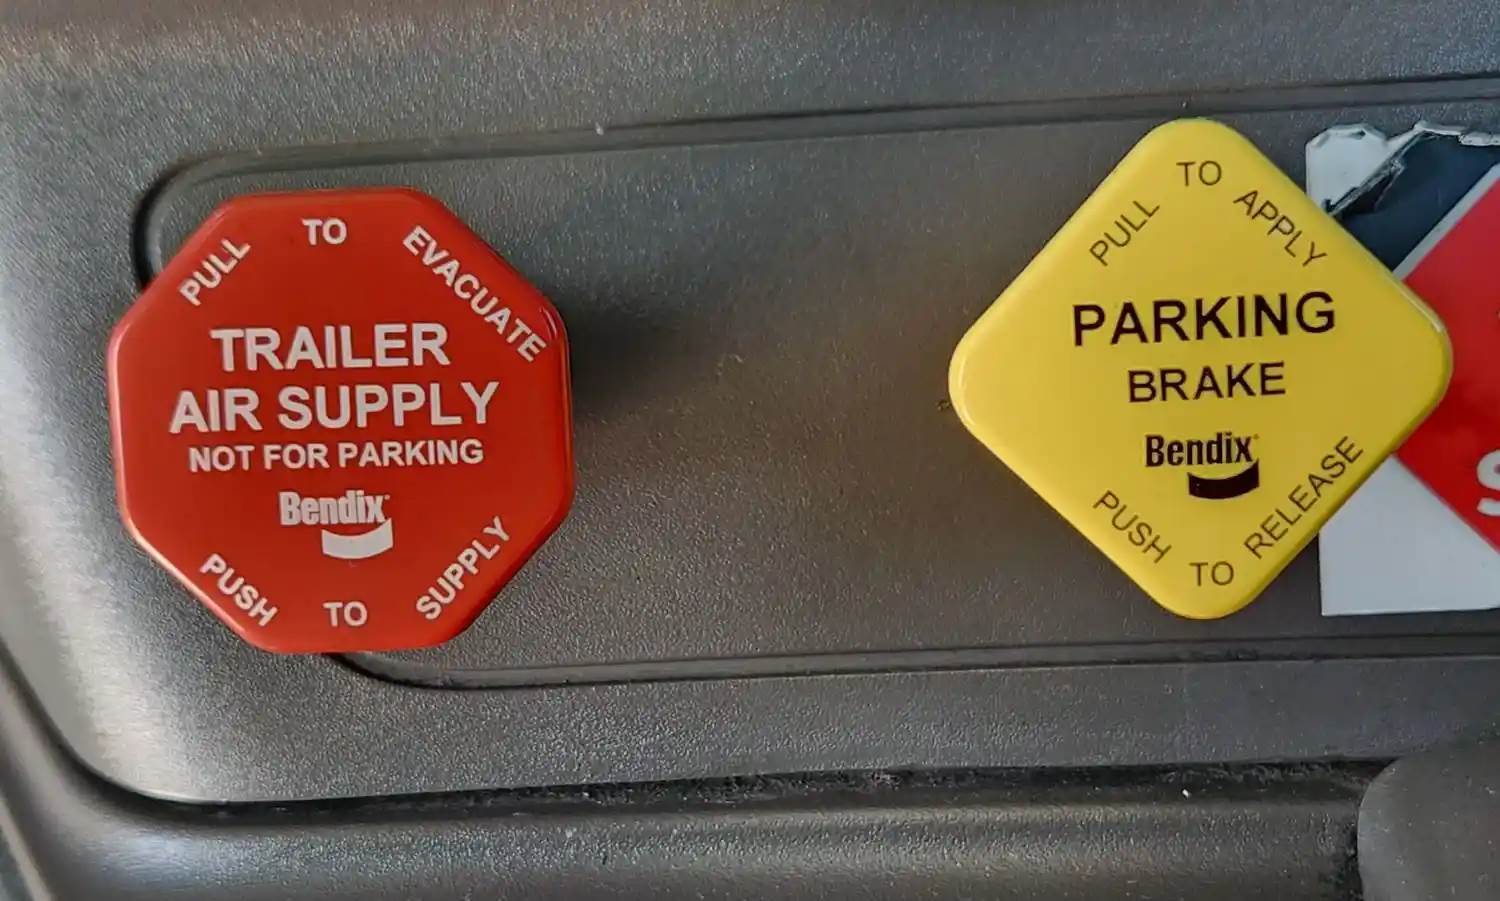 PULL TO EVACUATE
TRAILER
AIR SUPPLY
NOT FOR PARKING
Bendix
PUSH TO SUPPLY
PULL TO APPLY
PARKING
BRAKE
Bendix
PUSH TO RELEASE
S